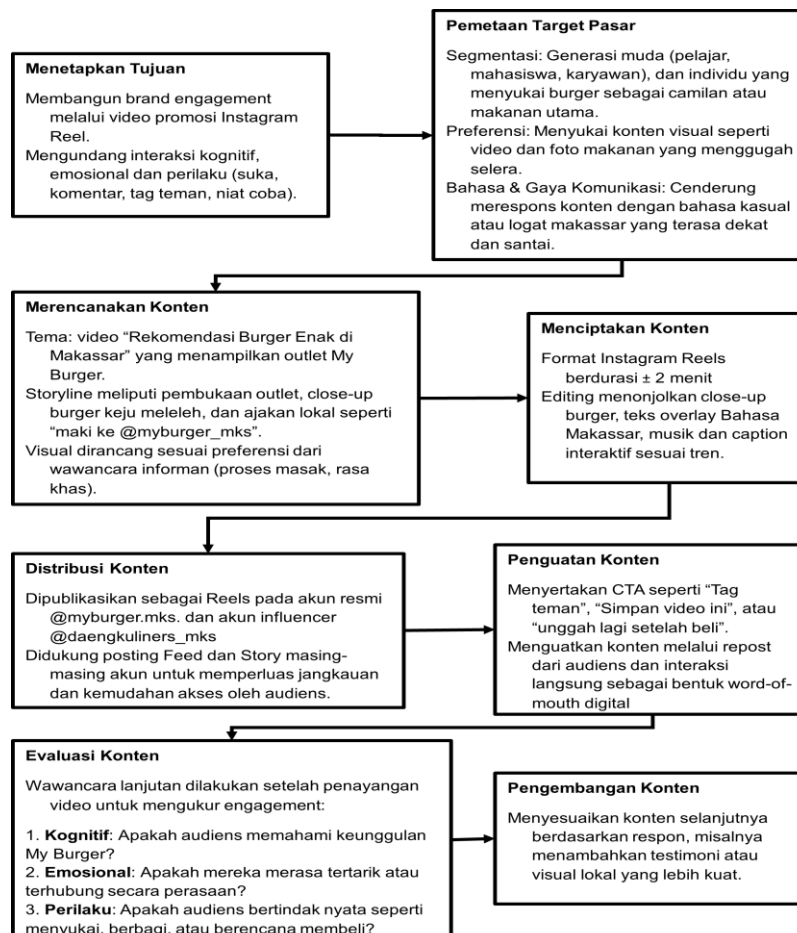 Menetapkan Tujuan
Membangun brand engagement
melalui video promosi Instagram
Reel.
Mengundang interaksi kognitif,
emosional dan perilaku (suka,
komentar, tag teman, niat coba).
Pemetaan Target Pasar
Segmentasi: Generasi muda (pelajar,
mahasiswa, karyawan), dan individu yang
menyukai burger sebagai camilan atau
makanan utama.
Preferensi: Menyukai konten visual seperti
video dan foto makanan yang menggugah
selera.
Bahasa & Gaya Komunikasi: Cenderung
merespons konten dengan bahasa kasual
atau logat makassar yang terasa dekat
dan santai.
Merencanakan Konten
Tema: video “Rekomendasi Burger Enak di
Makassar” yang menampilkan outlet My
Burger.
Storyline meliputi pembukaan outlet, close-up
burger keju meleleh, dan ajakan lokal seperti
“maki ke @myburger_mks”.
Visual dirancang sesuai preferensi dari
wawancara informan (proses masak, rasa
khas).
Menciptakan Konten
Format Instagram Reels
berdurasi ± 2 menit
Editing menonjolkan close-up
burger, teks overlay Bahasa
Makassar, musik dan caption
interaktif sesuai tren.
Distribusi Konten
Dipublikasikan sebagai Reels pada akun resmi
@myburger.mks. dan akun influencer
@daengkuliners_mks
Didukung posting Feed dan Story masing-
masing akun untuk memperluas jangkauan
dan kemudahan akses oleh audiens.
Penguatan Konten
Menyertakan CTA seperti “Tag
teman”, “Simpan video ini”, atau
“unggah lagi setelah beli”.
Menguatkan konten melalui repost
dari audiens dan interaksi
langsung sebagai bentuk word-of-
mouth digital
Evaluasi Konten
Wawancara lanjutan dilakukan setelah penayangan
video untuk mengukur engagement:
1. Kognitif: Apakah audiens memahami keunggulan
My Burger?
2. Emosional: Apakah mereka merasa tertarik atau
terhubung secara perasaan?
3. Perilaku: Apakah audiens bertindak nyata seperti
menyukai, berbagi, atau berencana membeli?
Pengembangan Konten
Menyesuaikan konten selanjutnya
berdasarkan respon, misalnya
menambahkan testimoni atau
visual lokal yang lebih kuat.